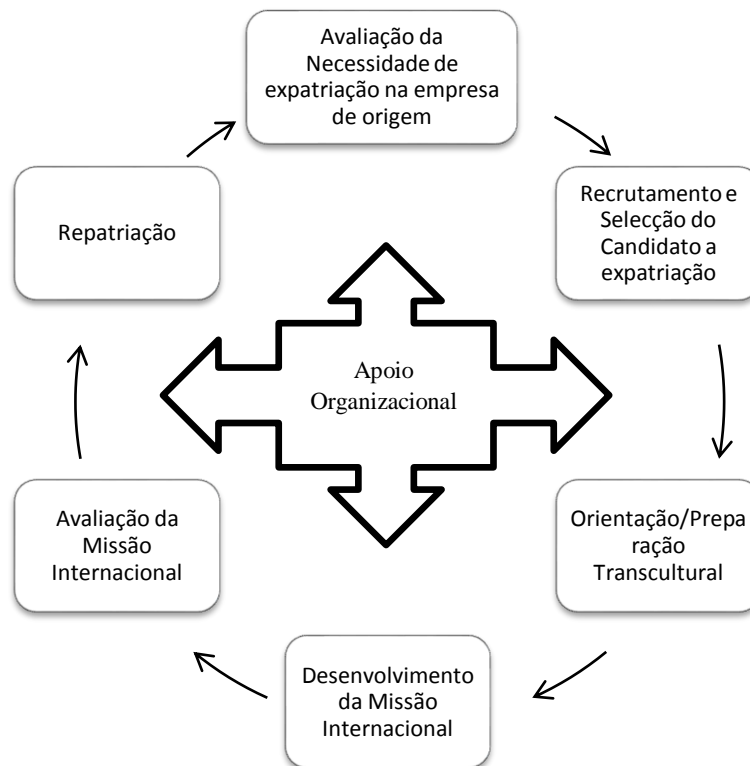 Avaliação da
Necessidade de
expatriação na empresa
de origem
Recrutamento e
Selecção do
Candidato a
expatriação
Orientação/Prepa
ração
Transcultural
Desenvolvimento
da Missão
Internacional
Avaliação da
Missão
Internacional
Repatriação
Apoio
Organizacional